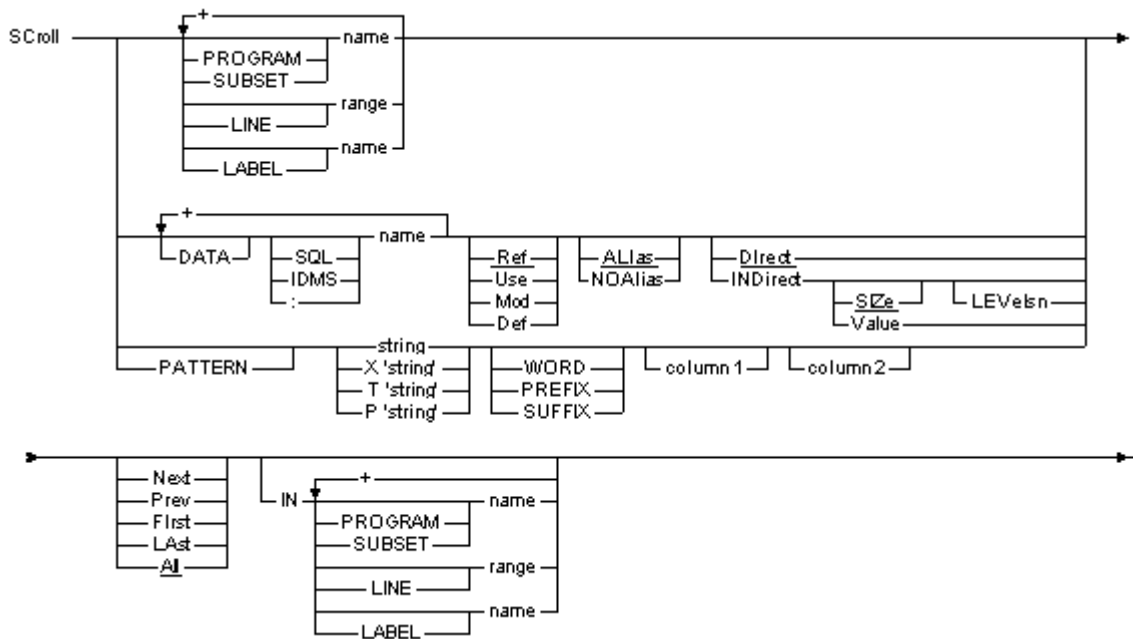 +
SCroll name
PROGRAM
SUBSET
range
LINE
name
LABEL
+
name
DATA SQL Ref ALIas DIrect
IDMS Use NOAlias INDirect
: Mod SIZe LEVelsn
Def Value
string
PATTERN X 'string' WORD column1 column2
T 'string' PREFIX
P 'string' SUFFIX
Next +
Prev IN name
FIrst PROGRAM
LAst SUBSET
All range
LINE
name
LABEL